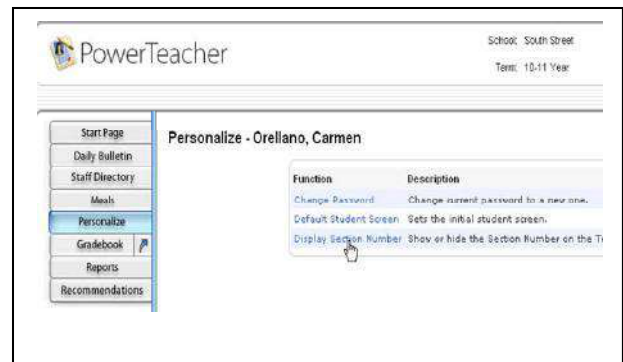 PowerTeacher
School: South Street
Term: 10-11 Year
Start Page
Daily Bulletin
Staff Directory
Meals
Personalize
Gradebook
Reports
Recommendations
Personalize - Orellano, Carmen
Function Description
Change Password Change current password to a new one.
Default Student Screen Sets the initial student screen.
Display Section Number Show or hide the Section Number on the T